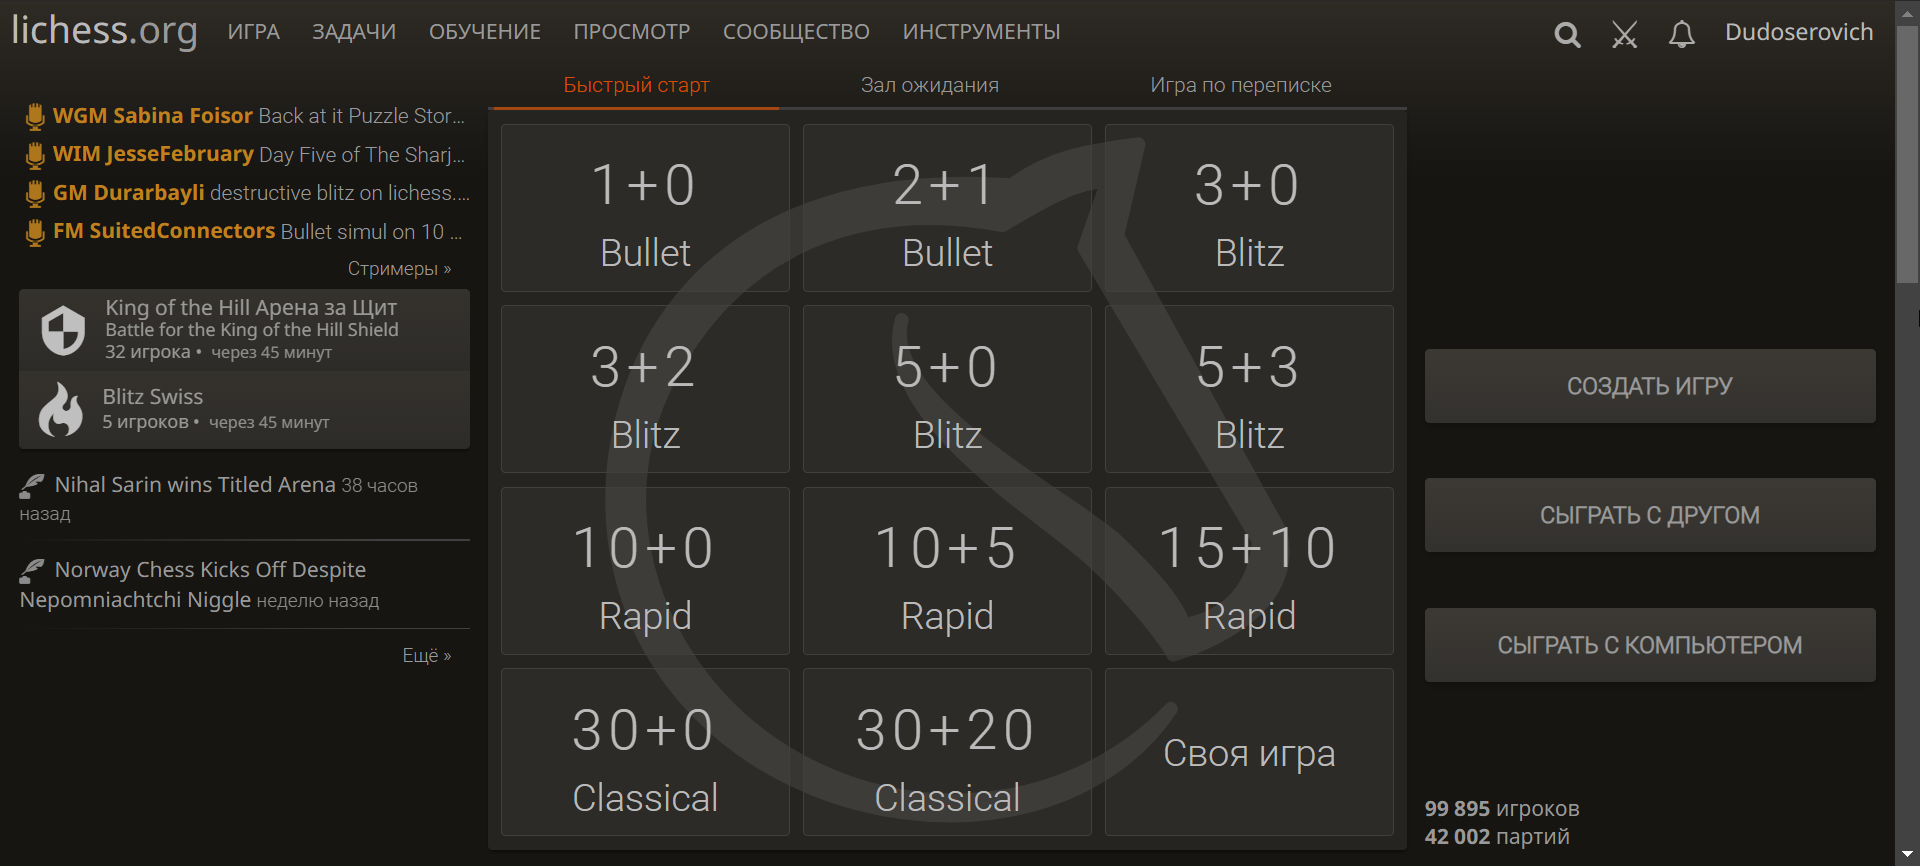 lichess.org ИГРА ЗАДАЧИ ОБУЧЕНИЕ ПРОСМОТР СООБЩЕСТВО ИНСТРУМЕНТЫ Dudoserovich
Быстрый старт Зал ожидания Игра по переписке
WGM Sabina Foisor Back at it Puzzle Stor...
WIM JesseFebruary Day Five of The Sharj...
GM Durarbayli destructive blitz on lichess....
FM SuitedConnectors Bullet simul on 10 ...
Стримеры »
King of the Hill Арена за Щит
Battle for the King of the Hill Shield
32 игрока • через 45 минут
Blitz Swiss
5 игроков • через 45 минут
Nihal Sarin wins Titled Arena 38 часов
назад
Norway Chess Kicks Off Despite
Nepomniachtchi Niggle неделю назад
Ещё »
1+0 2+1 3+0
Bullet Bullet Blitz
3+2 5+0 5+3
Blitz Blitz Blitz
10+0 10+5 15+10
Rapid Rapid Rapid
30+0 30+20
Classical Classical Своя игра
СОЗДАТЬ ИГРУ
СЫГРАТЬ С ДРУГОМ
СЫГРАТЬ С КОМПЬЮТЕРОМ
99 895 игроков
42 002 партий